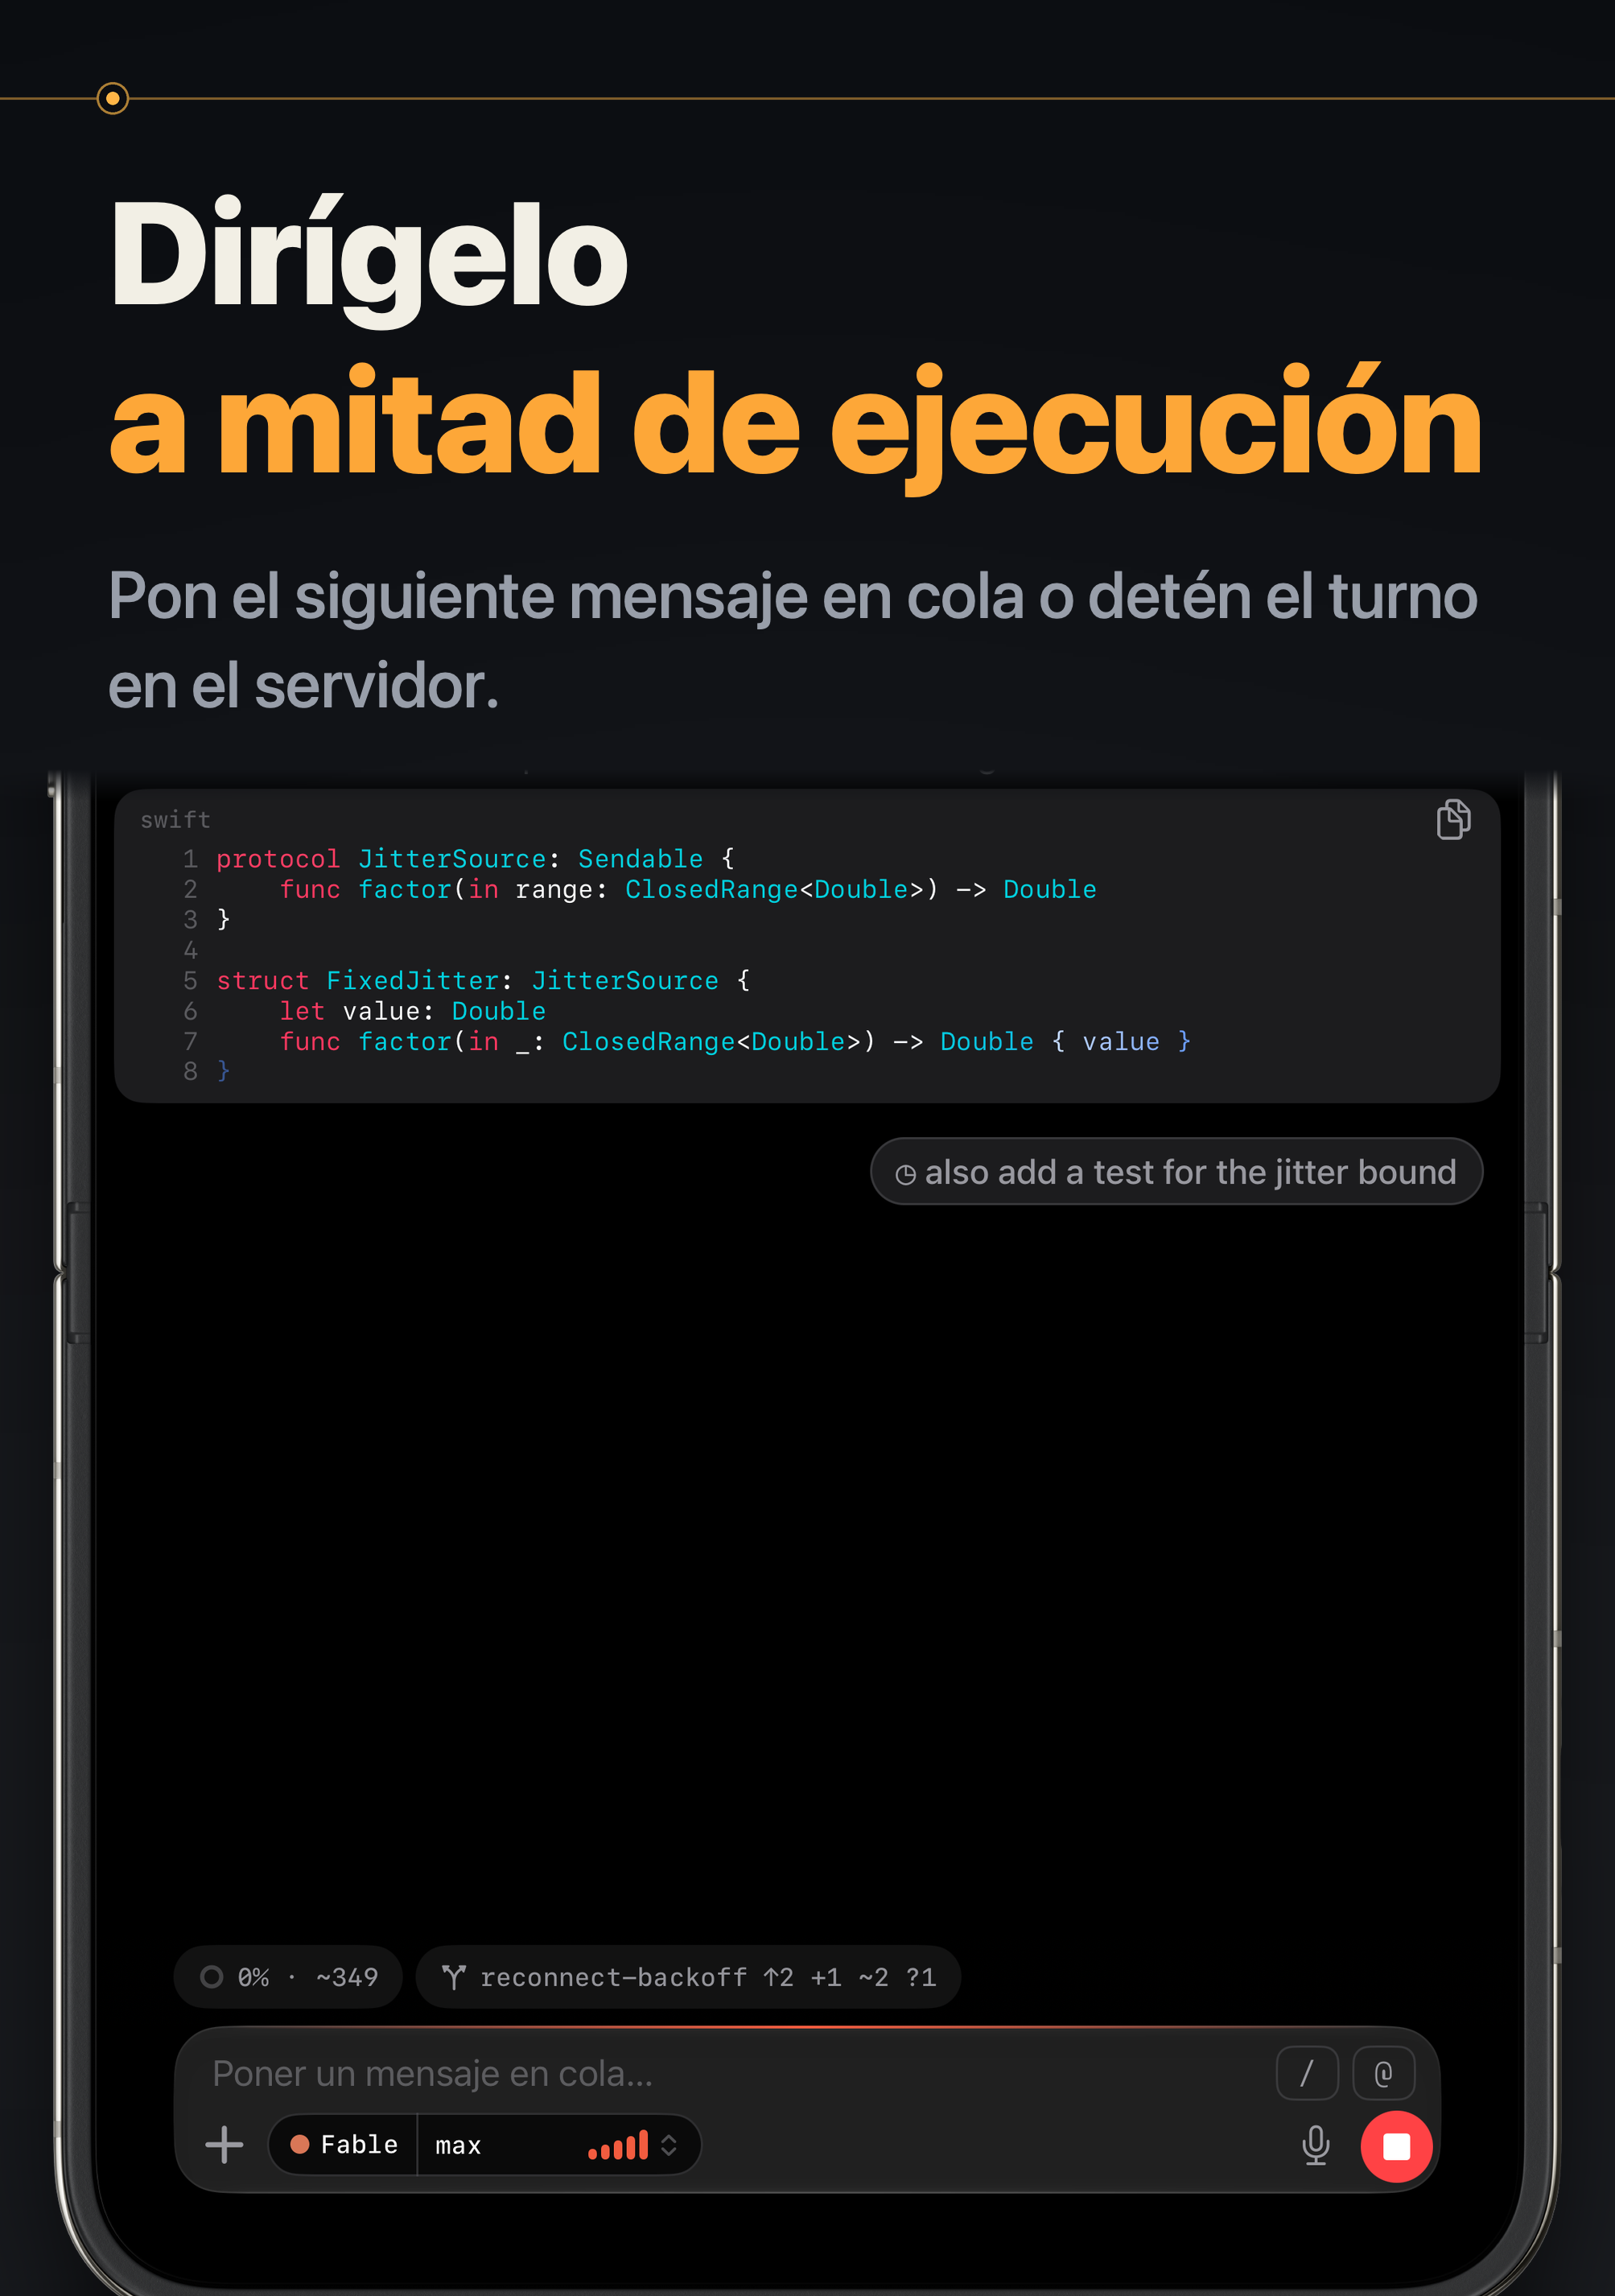 Dirígelo
a mitad de ejecución
Pon el siguiente mensaje en cola o detén el turno
en el servidor.
swift
1 protocol JitterSource: Sendable {
2     func factor(in range: ClosedRange<Double>) -> Double
3 }
4
5 struct FixedJitter: JitterSource {
6     let value: Double
7     func factor(in _: ClosedRange<Double>) -> Double { value }
8 }
also add a test for the jitter bound
0% · ~349
reconnect-backoff ↑2 +1 ~2 ?1
Poner un mensaje en cola...
/ @
Fable max